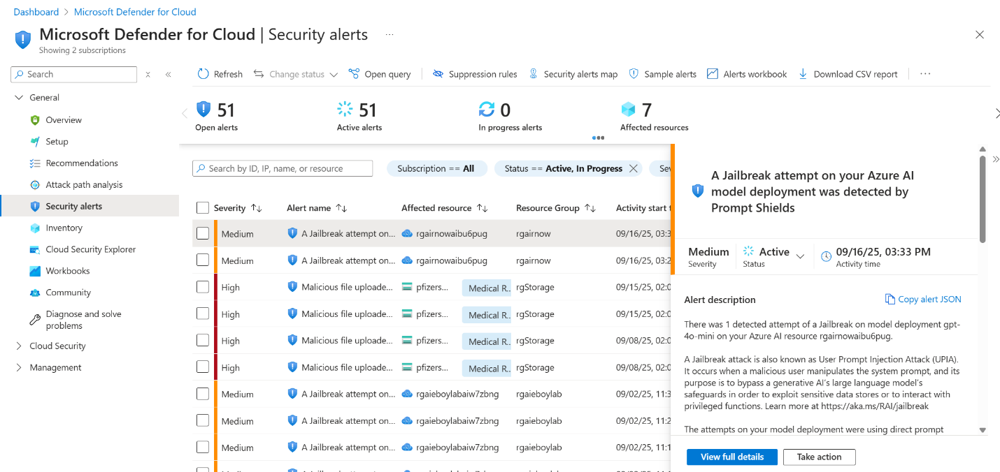 Dashboard > Microsoft Defender for Cloud
Microsoft Defender for Cloud | Security alerts ...
Showing 2 subscriptions
Search
General
Overview
Setup
Recommendations
Attack path analysis
Security alerts
Inventory
Cloud Security Explorer
Workbooks
Community
Diagnose and solve
problems
Cloud Security
Management
Refresh Change status Open query Suppression rules Security alerts map Sample alerts Alerts workbook Download CSV report ...
51 51 0 7
Open alerts Active alerts In progress alerts Affected resources
Search by ID, IP, name, or resource Subscription == All Status == Active, In Progress Sev
Severity Alert name Affected resource Resource Group Activity start t
Medium A Jailbreak attempt on... rgairnowaibu6pug rgairnow 09/16/25, 03:3
Medium A Jailbreak attempt on... rgairnowaibu6pug rgairnow 09/16/25, 03:2
High Malicious file uploade... pfizers... Medical R.. rgStorage 09/15/25, 02:0
High Malicious file uploade... pfizers... Medical R.. rgStorage 09/15/25, 02:0
High Malicious file uploade... pfizers... Medical R.. rgStorage 09/08/25, 02:0
High Malicious file uploade... pfizers... Medical R.. rgStorage 09/08/25, 02:0
Medium A Jailbreak attempt on... rgaieboylabaiw7zbng rgaieboylab 09/02/25, 11:3
Medium A Jailbreak attempt on... rgaieboylabaiw7zbng rgaieboylab 09/02/25, 11:2
Medium A Jailbreak attempt on... rgaieboylabaiw7zbng rgaieboylab 09/02/25, 11:1
A Jailbreak attempt on your Azure AI
model deployment was detected by
Prompt Shields
Medium Active 09/16/25, 03:33 PM
Severity Status Activity time
Alert description Copy alert JSON
There was 1 detected attempt of a Jailbreak on model deployment gpt-
4o-mini on your Azure AI resource rgairnowaibu6pug.
A Jailbreak attack is also known as User Prompt Injection Attack (UPIA).
It occurs when a malicious user manipulates the system prompt, and its
purpose is to bypass a generative AI's large language model's
safeguards in order to exploit sensitive data stores or to interact with
privileged functions. Learn more at https://aka.ms/RAI/jailbreak
The attempts on your model deployment were using direct prompt
View full details Take action